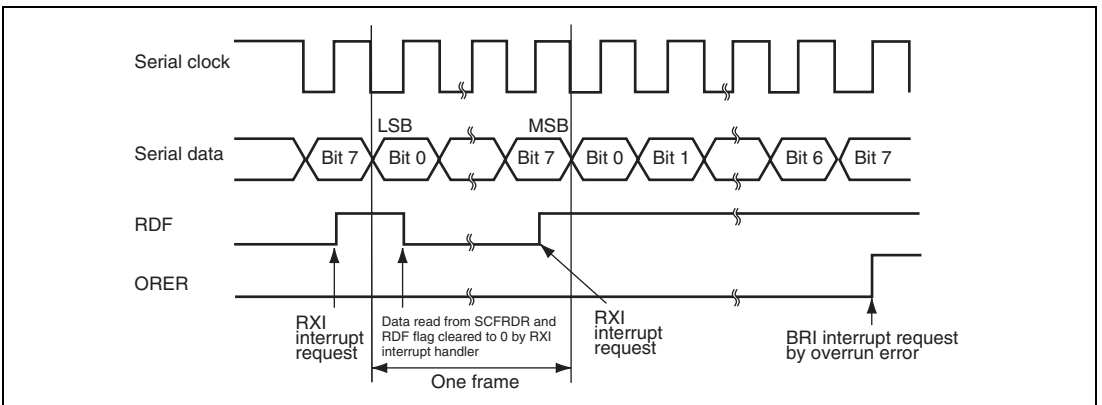 Serial clock
LSB
MSB
Serial data
Bit 7
Bit 0
Bit 7
Bit 0
Bit 1
Bit 6
Bit 7
RDF
ORER
RXI
interrupt
request
Data read from SCFRDR and
RDF flag cleared to 0 by RXI
interrupt handler
RXI
interrupt
request
BRI interrupt request
by overrun error
One frame